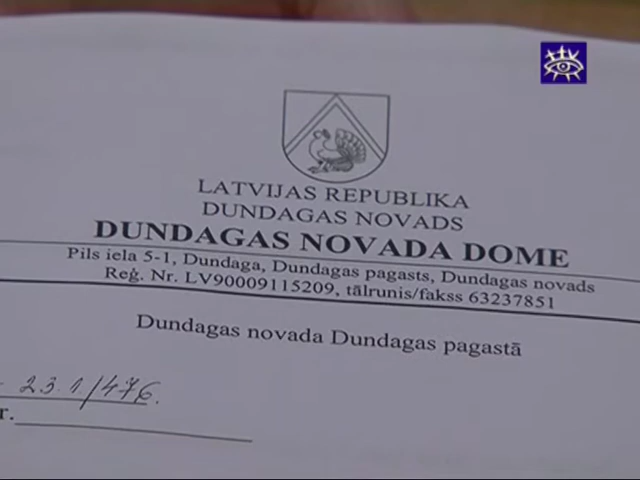 LATVIJAS REPUBLIKA
DUNDAGAS NOVADS
DUNDAGAS NOVADA DOME
Pils iela 5-1, Dundaga, Dundagas pagasts, Dundagas novads
Reģ. Nr. LV90009115209, tālrunis/fakss 63237851
Dundagas novada Dundagas pagastā
23.1/476.
r.